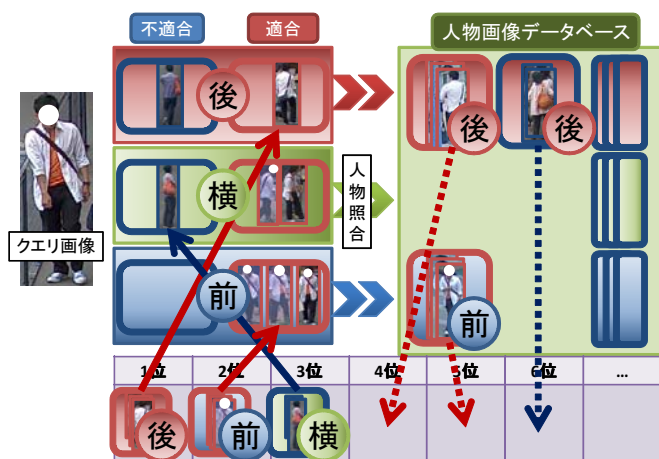 不適合
適合
人物画像データベース
後
後
後
横
人物照合
クエリ画像
前
前
1位
2位
3位
4位
5位
6位
...
後
前
横